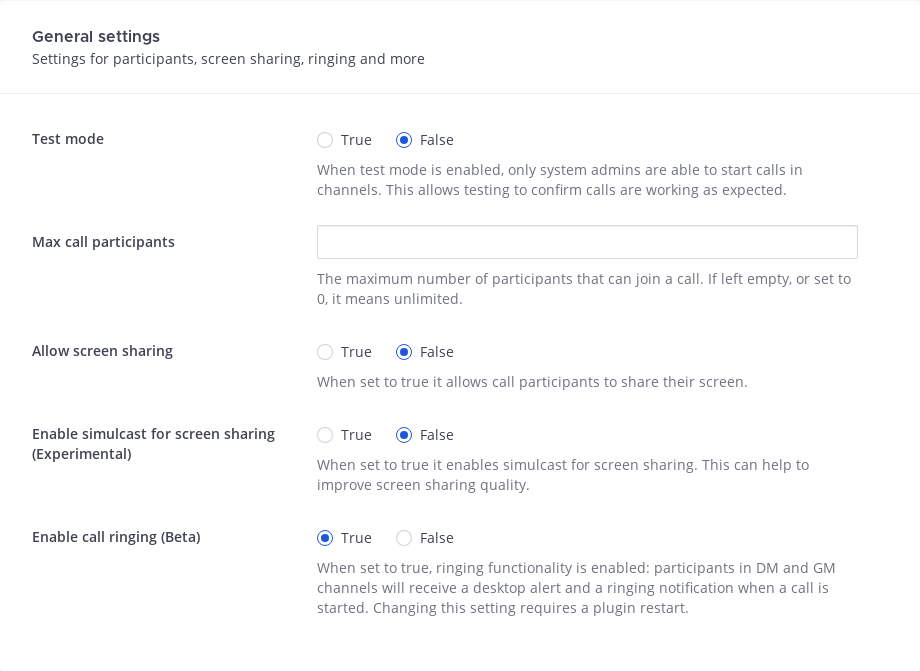 General settings
Settings for participants, screen sharing, ringing and more
Test mode
True False
When test mode is enabled, only system admins are able to start calls in
channels. This allows testing to confirm calls are working as expected.
Max call participants
The maximum number of participants that can join a call. If left empty, or set to
0, it means unlimited.
Allow screen sharing
True False
When set to true it allows call participants to share their screen.
Enable simulcast for screen sharing
(Experimental)
True False
When set to true it enables simulcast for screen sharing. This can help to
improve screen sharing quality.
Enable call ringing (Beta)
True False
When set to true, ringing functionality is enabled: participants in DM and GM
channels will receive a desktop alert and a ringing notification when a call is
started. Changing this setting requires a plugin restart.